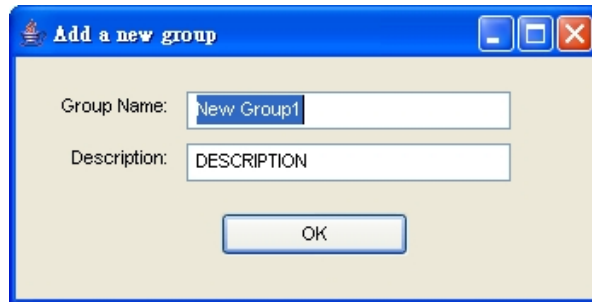 Add a new group
Group Name: New Group1
Description: DESCRIPTION
OK